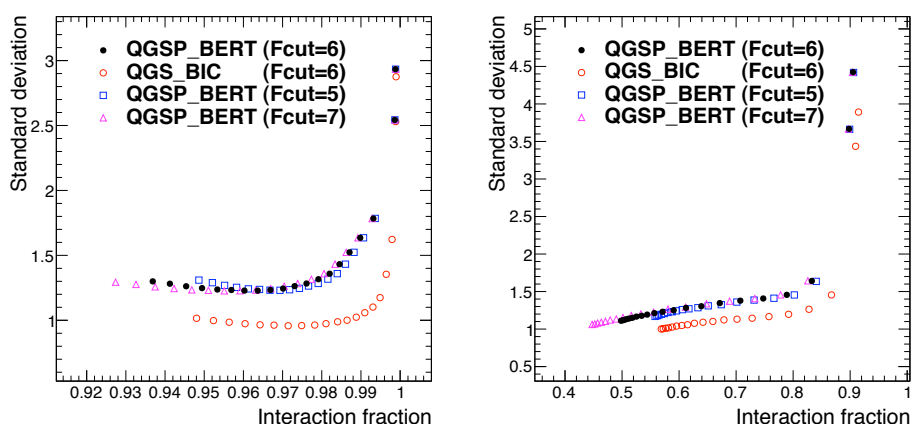 Standard deviation
3
2.5
2
1.5
1
QGSP_BERT (Fcut=6)
QGS_BIC (Fcut=6)
QGSP_BERT (Fcut=5)
QGSP_BERT (Fcut=7)
0.92 0.93 0.94 0.95 0.96 0.97 0.98 0.99 1
Interaction fraction
Standard deviation
5
4.5
4
3.5
3
2.5
2
1.5
1
0.5
QGSP_BERT (Fcut=6)
QGS_BIC (Fcut=6)
QGSP_BERT (Fcut=5)
QGSP_BERT (Fcut=7)
0.4 0.5 0.6 0.7 0.8 0.9 1
Interaction fraction